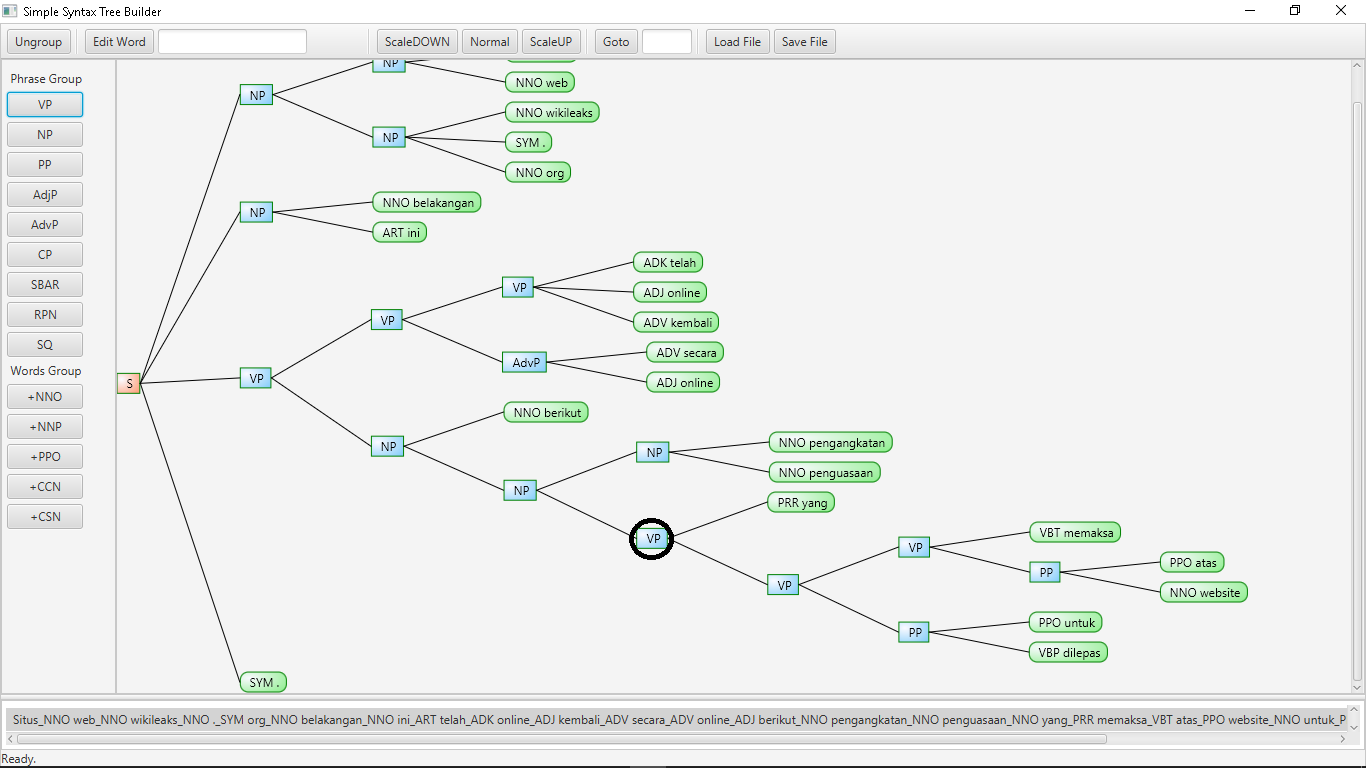 Simple Syntax Tree Builder
Ungroup
Edit Word
ScaleDOWN
Normal
ScaleUP
Goto
Load File
Save File
Phrase Group
VP
NP
PP
AdjP
AdvP
CP
SBAR
RPN
SQ
Words Group
+NNO
+NNP
+PPO
+CCN
+CSN
NP
NNO web
NP
NNO wikileaks
NP
SYM .
NNO org
NNO belakangan
NP
ART ini
ADK telah
VP
ADJ online
VP
ADV kembali
ADV secara
AdvP
S
VP
ADJ online
NNO berikut
NP
NNO pengangkatan
NP
NNO penguasaan
NP
PRR yang
VP
VBT memaksa
VP
PPO atas
PP
VP
NNO website
PPO untuk
PP
VBP dilepas
SYM .
Situs_NNO web_NNO wikileaks_NNO ._SYM org_NNO belakangan_NNO ini_ART telah_ADK online_ADJ kembali_ADV secara_ADV online_ADJ berikut_NNO pengangkatan_NNO penguasaan_NNO yang_PRR memaksa_VBT atas_PPO website_NNO untuk_P
Ready.